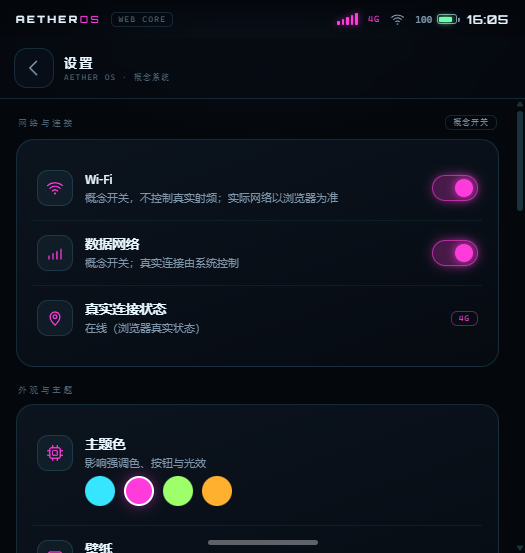 AETHEROS WEB CORE 4G 100 16:05
设置
AETHER OS · 概念系统
网络与连接 概念开关
Wi-Fi
概念开关，不控制真实射频；实际网络以浏览器为准
数据网络
概念开关；真实连接由系统控制
真实连接状态
在线（浏览器真实状态） 4G
外观与主题
主题色
影响强调色、按钮与光效
壁纸